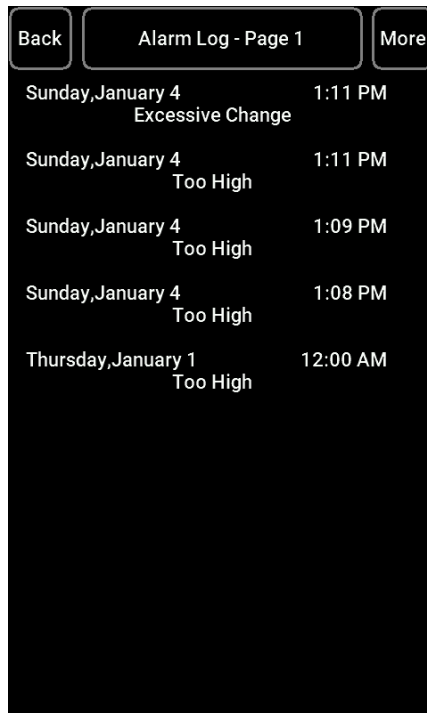 Back Alarm Log - Page 1 More
Sunday,January 4 1:11 PM
Excessive Change
Sunday,January 4 1:11 PM
Too High
Sunday,January 4 1:09 PM
Too High
Sunday,January 4 1:08 PM
Too High
Thursday,January 1 12:00 AM
Too High